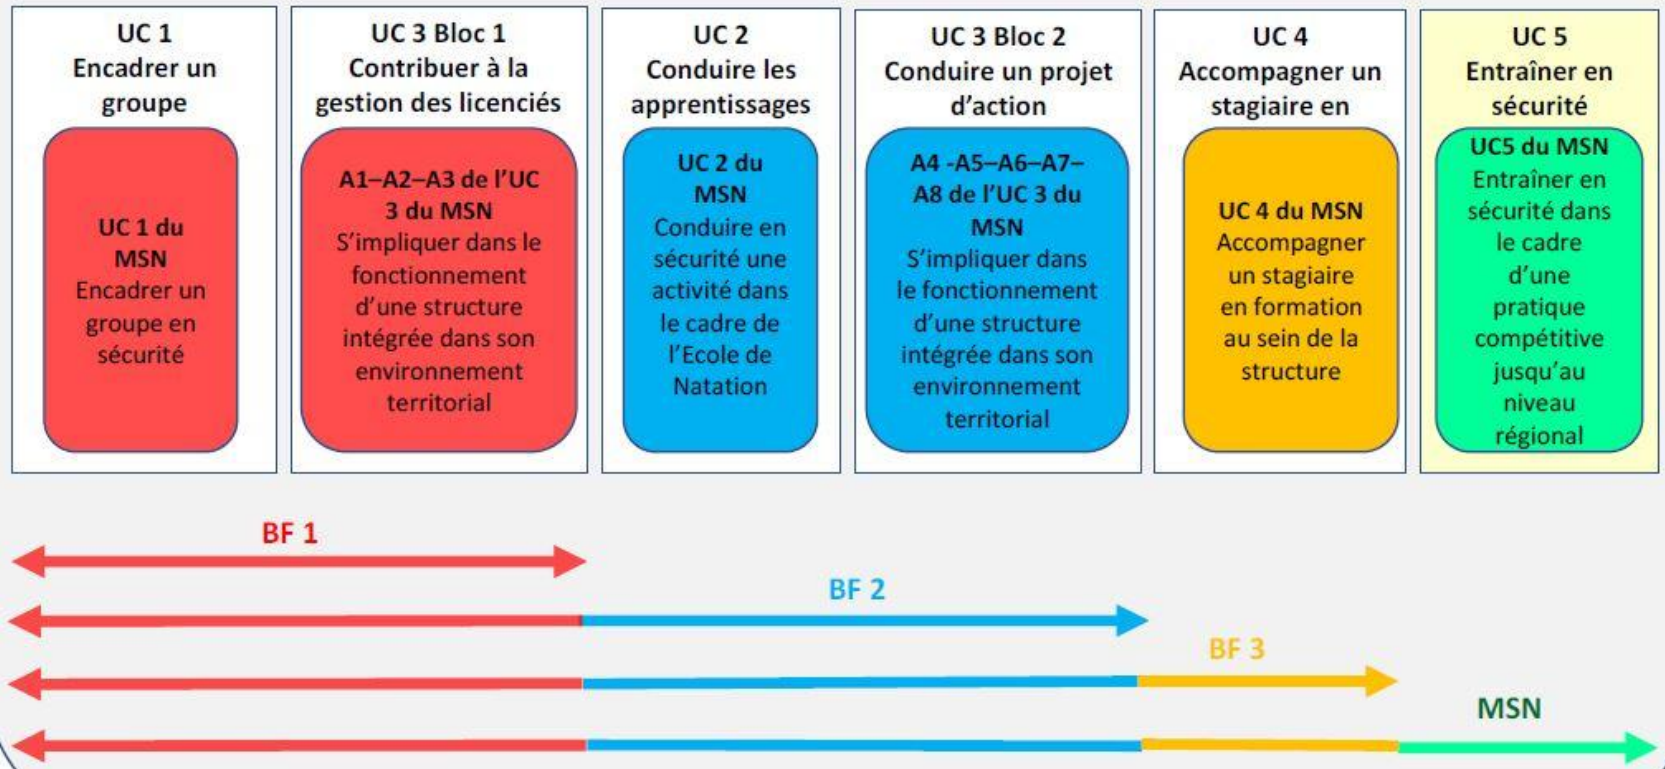 UC 1
Encadrer un
groupe
UC 1 du
MSN
Encadrer un
groupe en
sécurité
UC 3 Bloc 1
Contribuer à la
gestion des licenciés
A1–A2–A3 de l’UC
3 du MSN
S’impliquer dans le
fonctionnement
d’une structure
intégrée dans son
environnement
territorial
UC 2
Conduire les
apprentissages
UC 2 du
MSN
Conduire en
sécurité une
activité dans
le cadre de
l’Ecole de
Natation
UC 3 Bloc 2
Conduire un projet
d’action
A4 -A5–A6–A7–
A8 de l’UC 3 du
MSN
S’impliquer dans
le fonctionnement
d’une structure
intégrée dans son
environnement
territorial
UC 4
Accompagner un
stagiaire en
UC 4 du MSN
Accompagner
un stagiaire
en formation
au sein de la
structure
UC 5
Entraîner en
sécurité
UC5 du MSN
Entraîner en
sécurité dans
le cadre
d’une
pratique
compétitive
jusqu’au
niveau
régional
BF 1
BF 2
BF 3
MSN